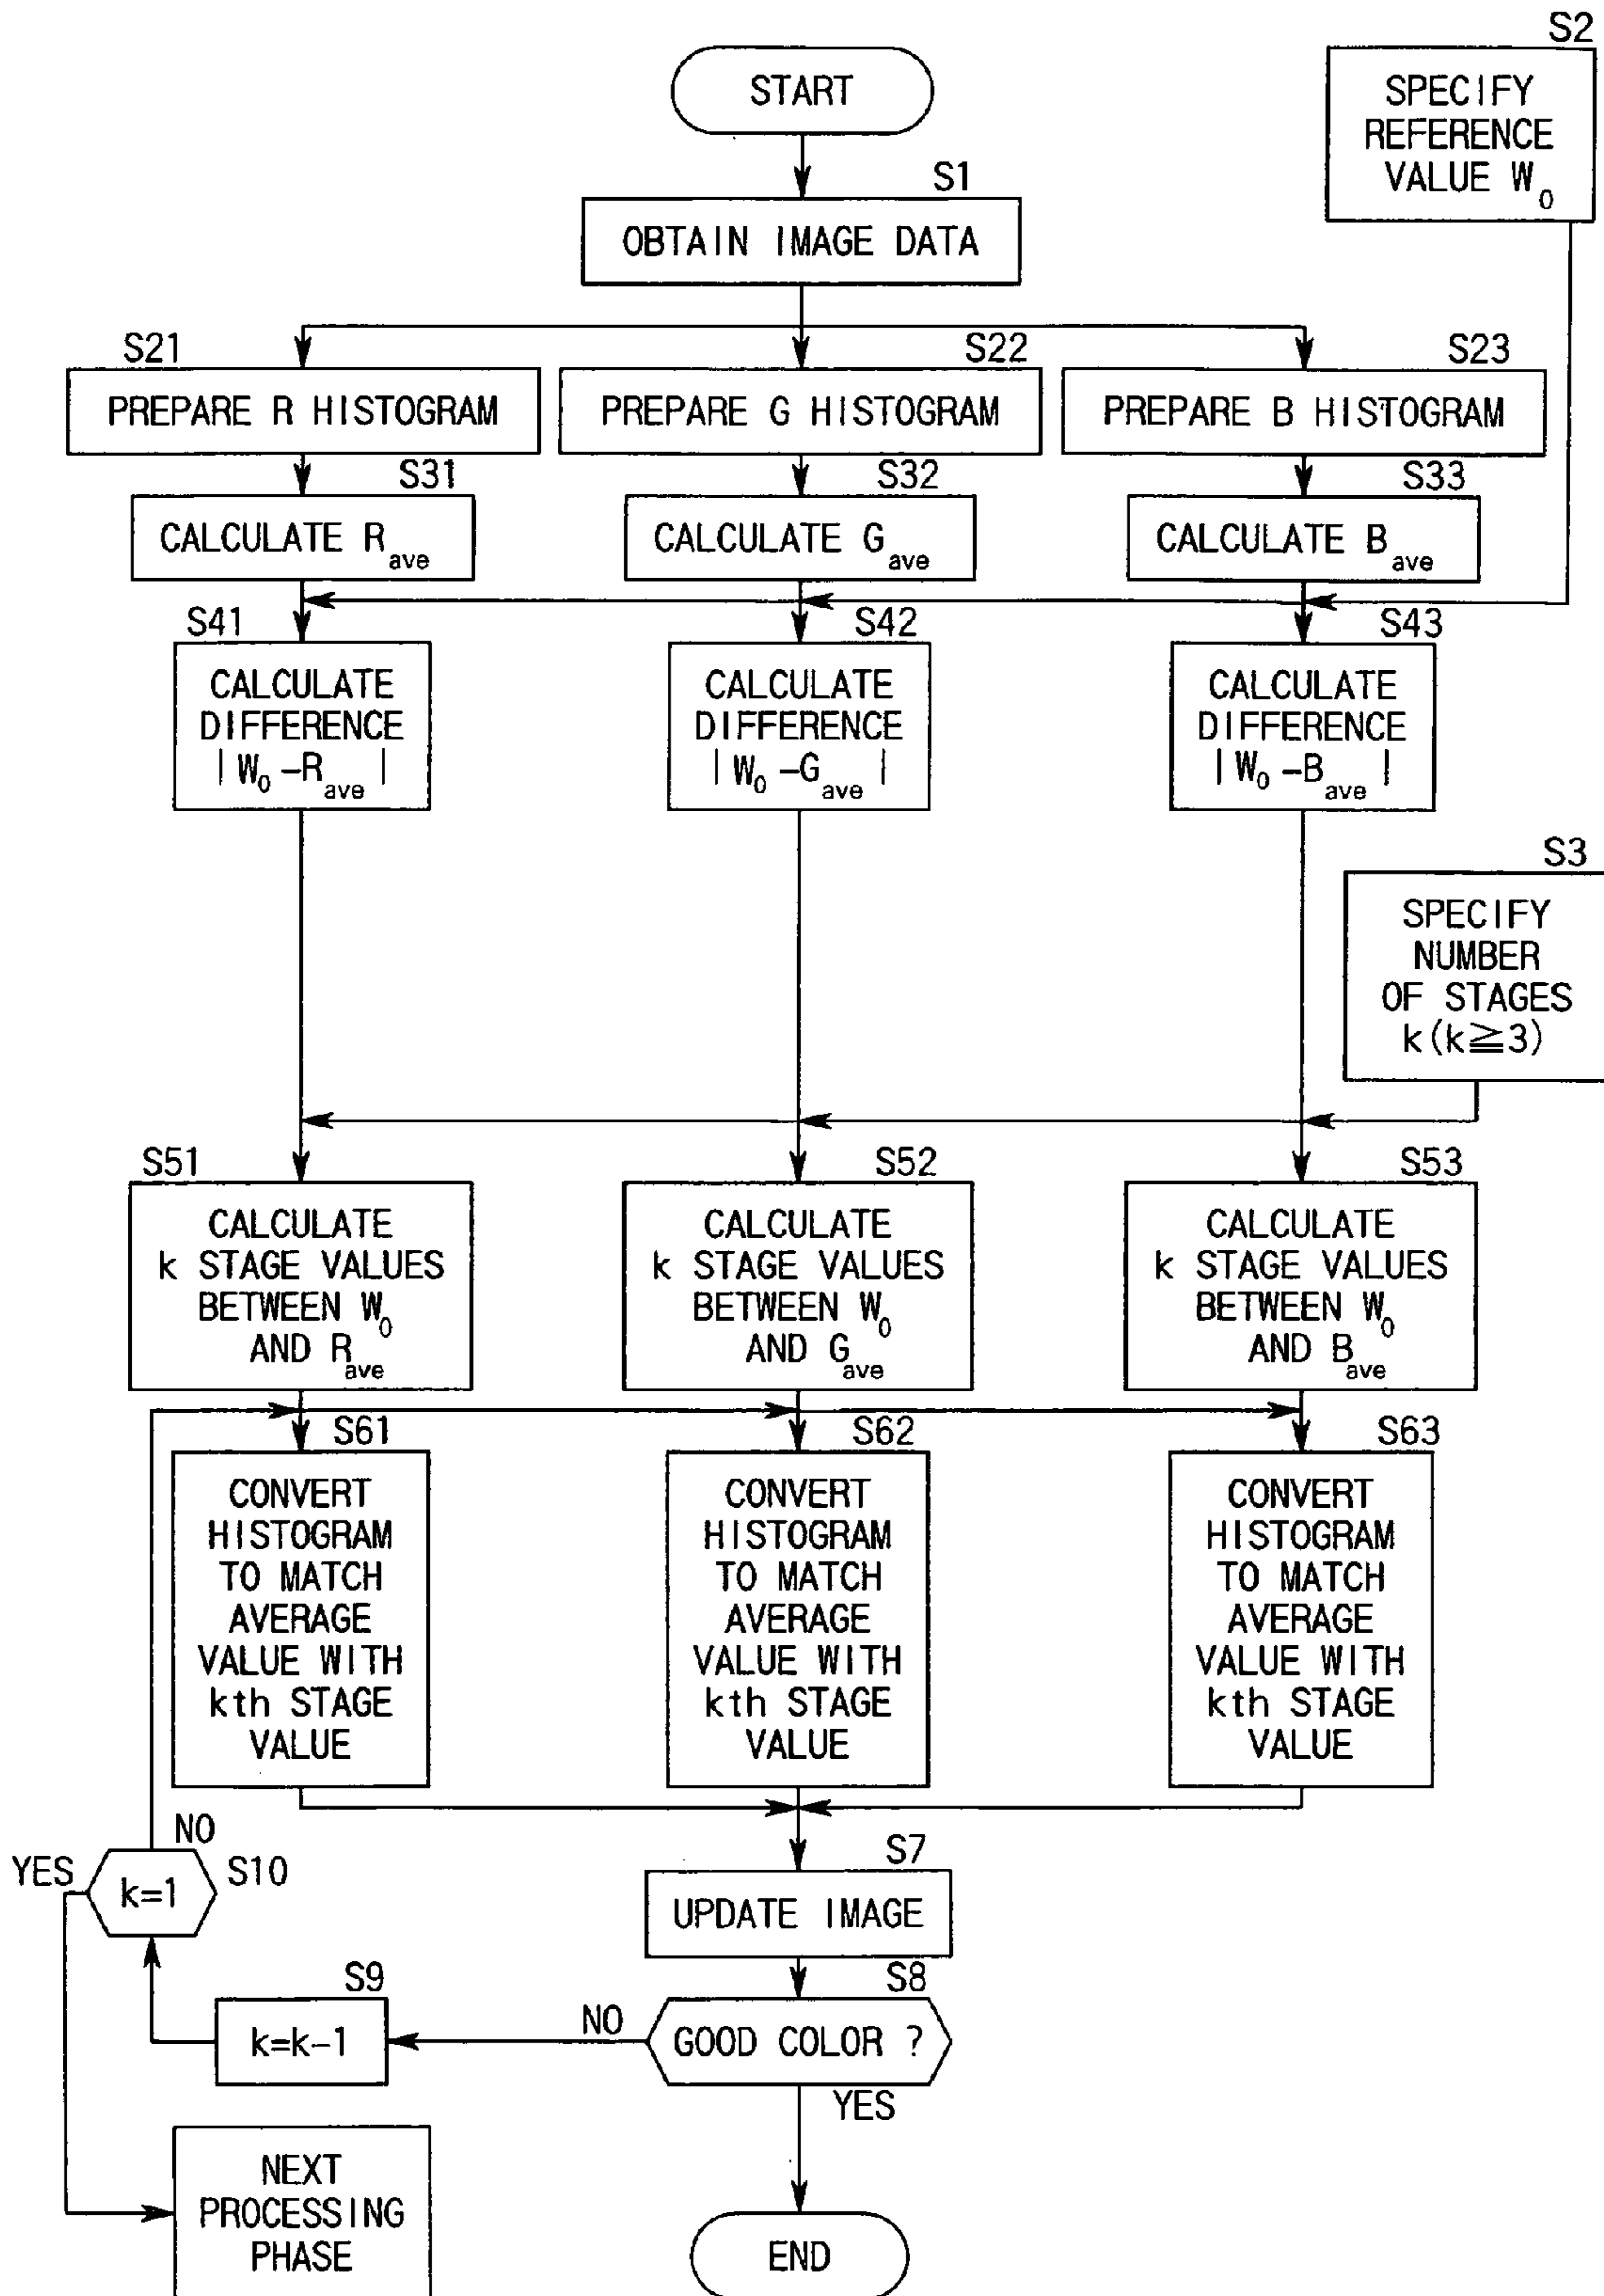 S2
START
SPECIFY
REFERENCE
VALUE W0
S1
OBTAIN IMAGE DATA
S21
S22
S23
PREPARE R HISTOGRAM
PREPARE G HISTOGRAM
PREPARE B HISTOGRAM
S31
S32
S33
CALCULATE Rave
CALCULATE Gave
CALCULATE Bave
S41
CALCULATE
DIFFERENCE
|W0-Rave|
S42
CALCULATE
DIFFERENCE
|W0-Gave|
S43
CALCULATE
DIFFERENCE
|W0-Bave|
S3
SPECIFY
NUMBER
OF STAGES
k(k≧3)
S51
CALCULATE
k STAGE VALUES
BETWEEN W0
AND Rave
S52
CALCULATE
k STAGE VALUES
BETWEEN W0
AND Gave
S53
CALCULATE
k STAGE VALUES
BETWEEN W0
AND Bave
S61
CONVERT
HISTOGRAM
TO MATCH
AVERAGE
VALUE WITH
kth STAGE
VALUE
S62
CONVERT
HISTOGRAM
TO MATCH
AVERAGE
VALUE WITH
kth STAGE
VALUE
S63
CONVERT
HISTOGRAM
TO MATCH
AVERAGE
VALUE WITH
kth STAGE
VALUE
S7
UPDATE IMAGE
S8
GOOD COLOR ?
NO
YES
S9
k=k-1
S10
k=1
NO
YES
NEXT
PROCESSING
PHASE
END